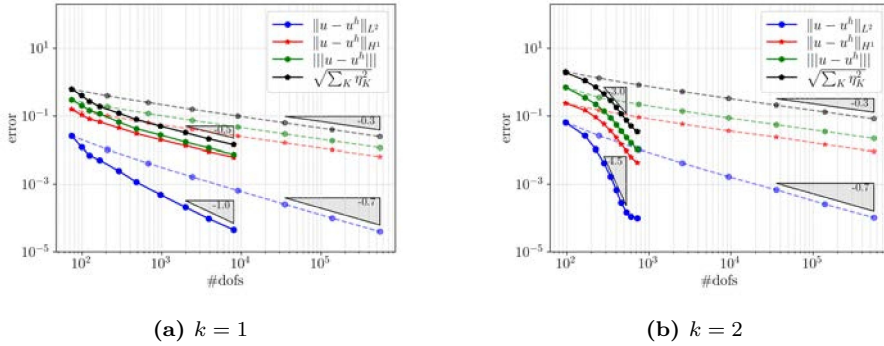 10^1
10^{-1}
10^{-3}
10^{-5}
error
10^2
10^3
10^4
10^5
#dofs
‖u − u^h‖_{L^2}
‖u − u^h‖_{H^1}
|||u − u^h|||
√∑_K η_K^2
-0.3
-0.5
-0.7
-1.0
(a) k = 1
10^1
10^{-1}
10^{-3}
10^{-5}
error
10^2
10^3
10^4
10^5
#dofs
‖u − u^h‖_{L^2}
‖u − u^h‖_{H^1}
|||u − u^h|||
√∑_K η_K^2
-0.3
-0.7
(b) k = 2